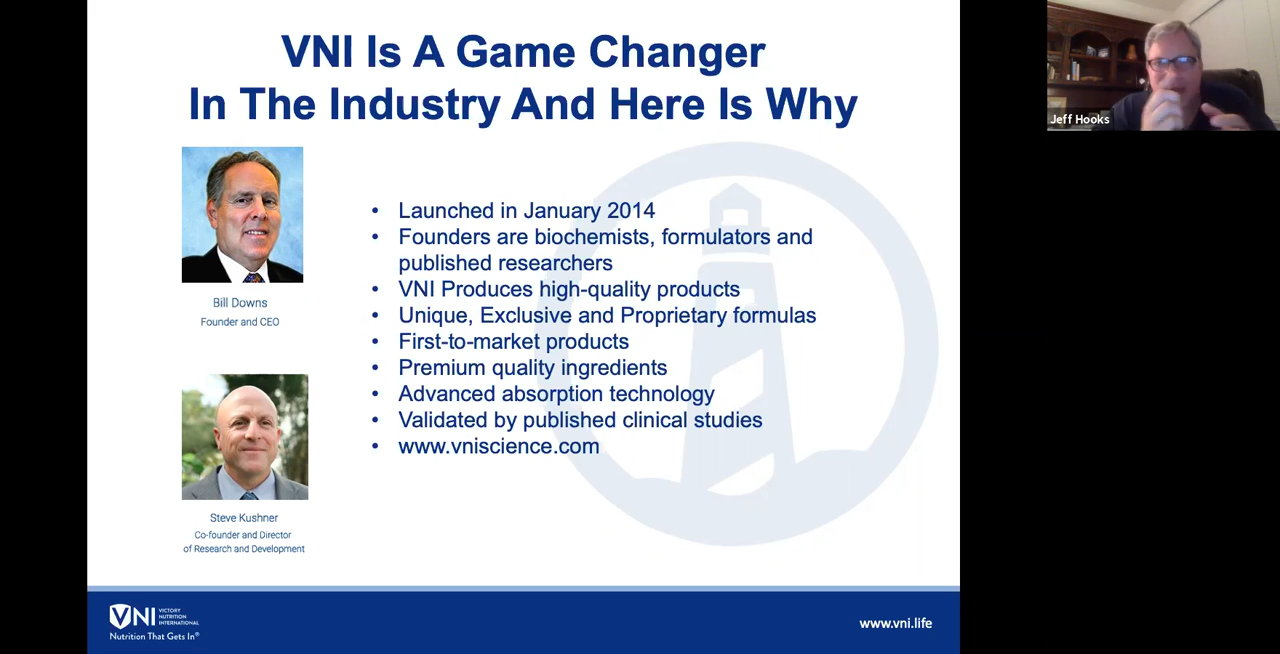 VNI Is A Game Changer
In The Industry And Here Is Why
Jeff Hooks
Bill Downs
Founder and CEO
Steve Kushner
Co-founder and Director
of Research and Development
• Launched in January 2014
• Founders are biochemists, formulators and
published researchers
• VNI Produces high-quality products
• Unique, Exclusive and Proprietary formulas
• First-to-market products
• Premium quality ingredients
• Advanced absorption technology
• Validated by published clinical studies
• www.vniscience.com
VNI
VICTORY
NUTRITION
INTERNATIONAL
Nutrition That Gets In®
www.vni.life